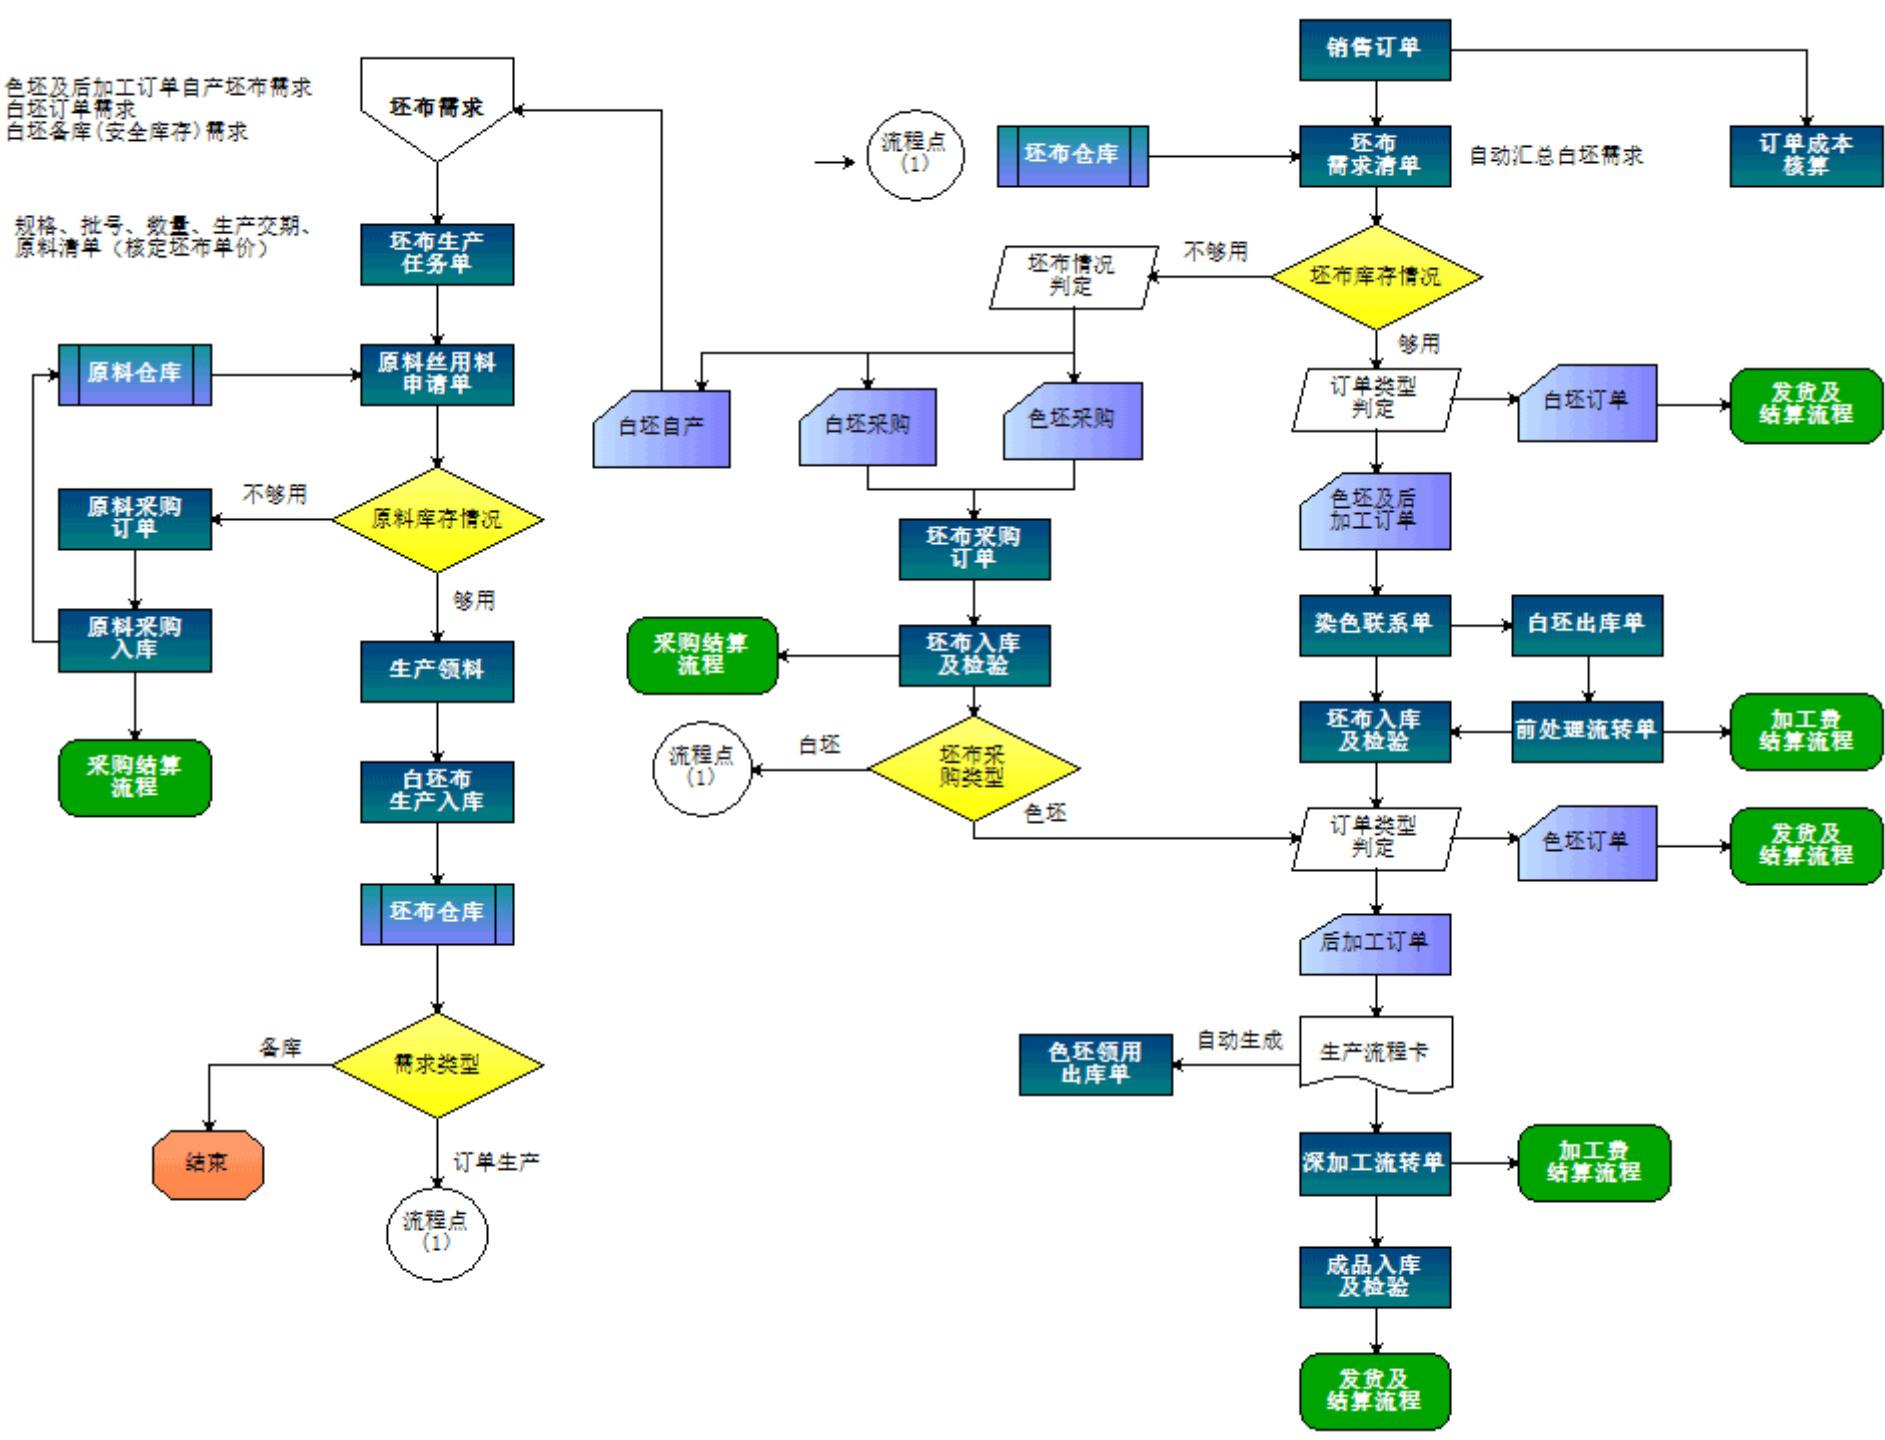 色坯及后加工订单自产坯布需求
白坯订单需求
白坯备库(安全库存)需求
坯布需求
规格、批号、数量、生产交期、
原料清单（核定坯布单价）
坯布生产
任务单
原料仓库
原料丝用料
申请单
原料采购
订单
不够用
原料库存情况
够用
原料采购
入库
生产领料
采购结算
流程
白坯布
生产入库
坯布仓库
备库
需求类型
结束
订单生产
流程点
(1)
销售订单
流程点
(1)
坯布仓库
坯布
需求清单
自动汇总白坯需求
订单成本
核算
坯布情况
判定
不够用
坯布库存情况
够用
白坯自产
白坯采购
色坯采购
订单类型
判定
白坯订单
发货及
结算流程
色坯及后
加工订单
坯布采购
订单
采购结算
流程
坯布入库
及检验
染色联系单
白坯出库单
流程点
(1)
白坯
坯布采
购类型
色坯
坯布入库
及检验
前处理流转单
加工费
结算流程
订单类型
判定
色坯订单
发货及
结算流程
后加工订单
色坯领用
出库单
自动生成
生产流程卡
深加工流转单
加工费
结算流程
成品入库
及检验
发货及
结算流程